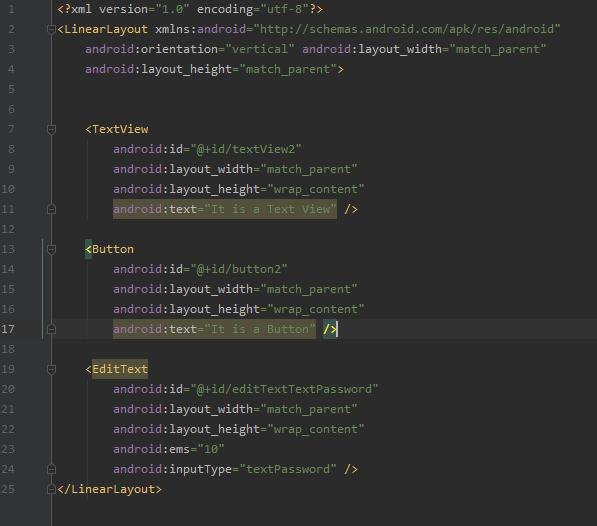 1 <?xml version="1.0" encoding="utf-8"?>
2 <LinearLayout xmlns:android="http://schemas.android.com/apk/res/android"
3     android:orientation="vertical" android:layout_width="match_parent"
4     android:layout_height="match_parent">
5
6
7     <TextView
8         android:id="@+id/textView2"
9         android:layout_width="match_parent"
10         android:layout_height="wrap_content"
11         android:text="It is a Text View" />
12
13     <Button
14         android:id="@+id/button2"
15         android:layout_width="match_parent"
16         android:layout_height="wrap_content"
17         android:text="It is a Button" />
18
19     <EditText
20         android:id="@+id/editTextTextPassword"
21         android:layout_width="match_parent"
22         android:layout_height="wrap_content"
23         android:ems="10"
24         android:inputType="textPassword" />
25 </LinearLayout>